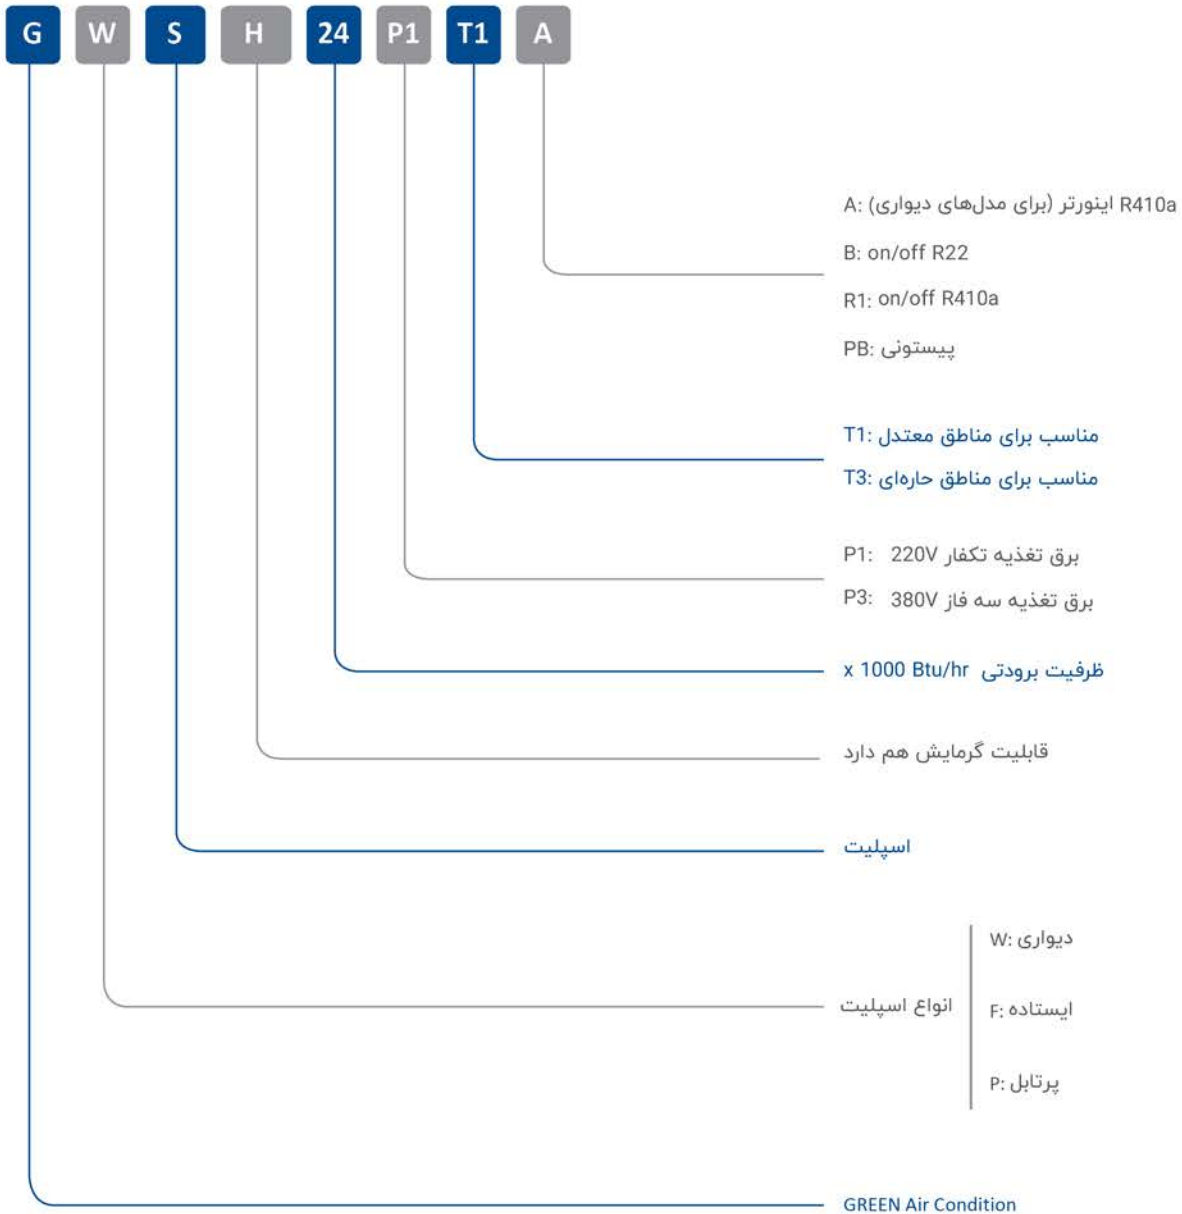 G W S H 24 P1 T1 A
A: اینورتر (برای مدل‌های دیواری) R410a
B: on/off R22
R1: on/off R410a
PB: پیستونی
T1: مناسب برای مناطق معتدل
T3: مناسب برای مناطق حاره‌ای
P1: برق تغذیه تکفار 220V
P3: برق تغذیه سه فاز 380V
ظرفیت برودتی x 1000 Btu/hr
قابلیت گرمایش هم دارد
اسپلیت
W: دیواری
انواع اسپلیت
F: ایستاده
P: پرتابل
GREEN Air Condition